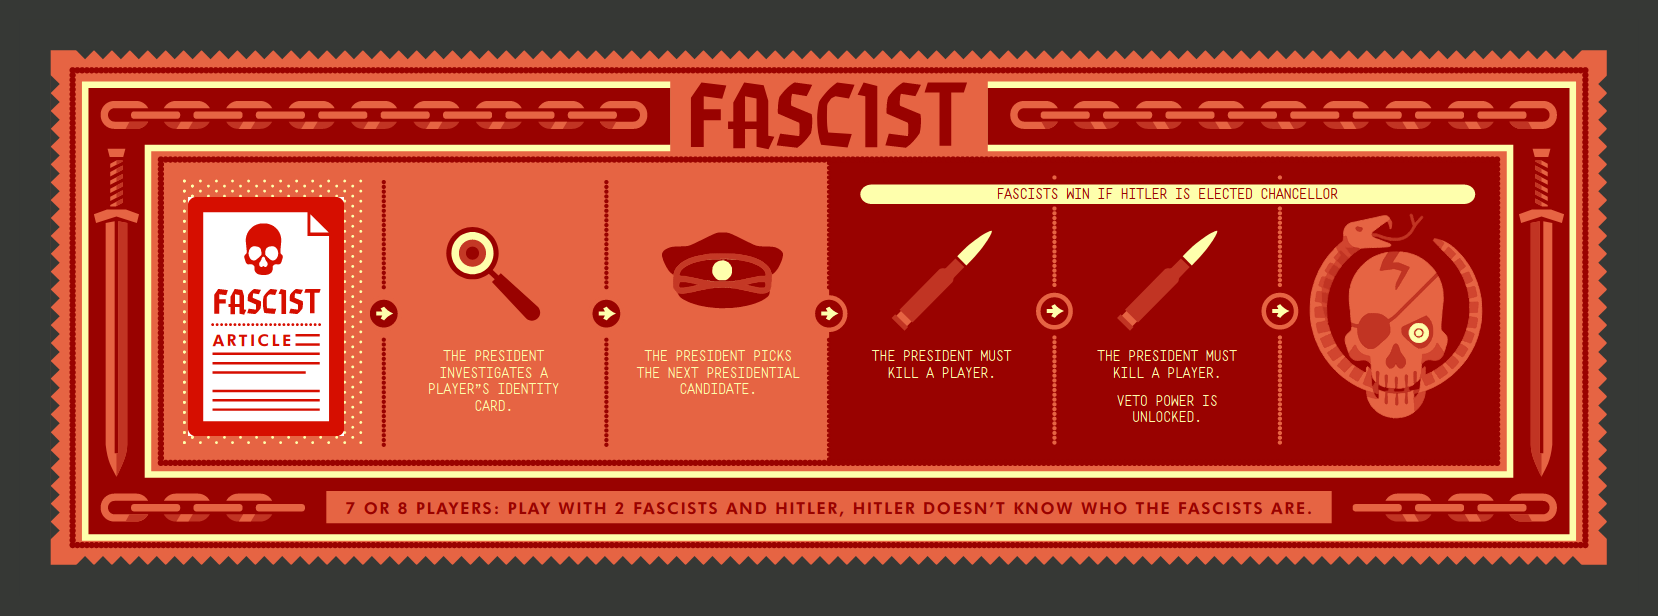 FASCIST
FASCISTS WIN IF HITLER IS ELECTED CHANCELLOR
FASCIST
ARTICLE
THE PRESIDENT
INVESTIGATES A
PLAYER"S IDENTITY
CARD.
THE PRESIDENT PICKS
THE NEXT PRESIDENTIAL
CANDIDATE.
THE PRESIDENT MUST
KILL A PLAYER.
THE PRESIDENT MUST
KILL A PLAYER.
VETO POWER IS
UNLOCKED.
7 OR 8 PLAYERS: PLAY WITH 2 FASCISTS AND HITLER, HITLER DOESN'T KNOW WHO THE FASCISTS ARE.